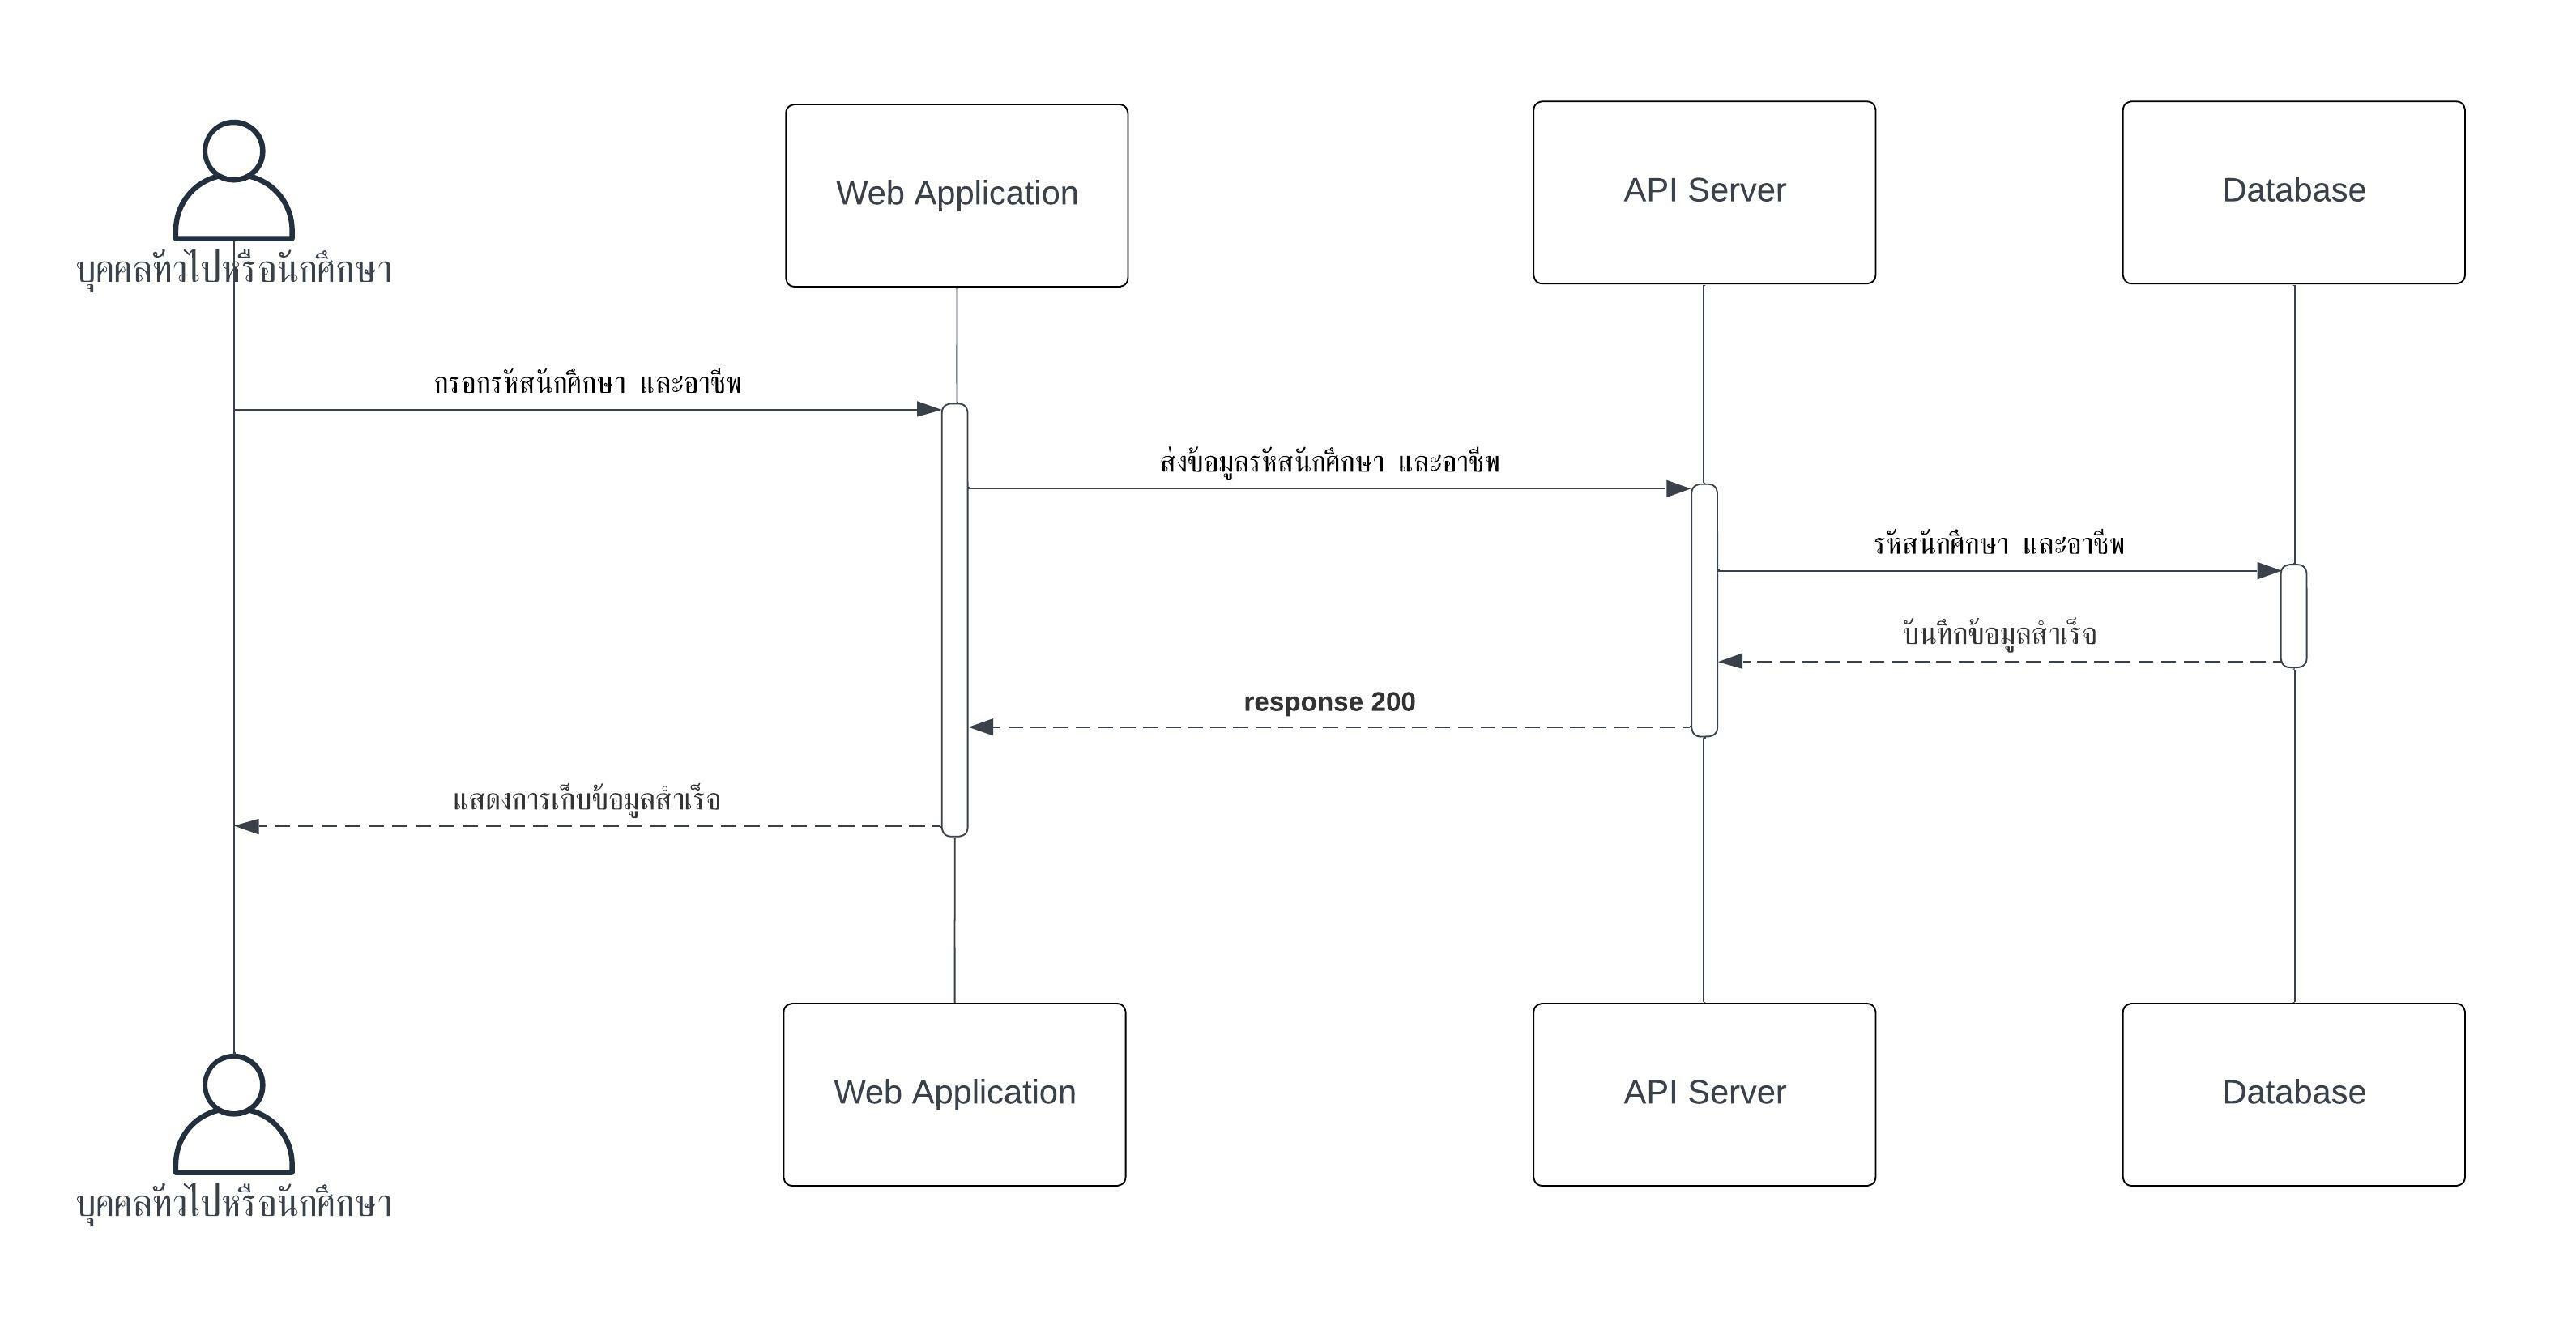 Web Application
API Server
Database
บุคคลทั่วไปหรือนักศึกษา
กรอกรหัสนักศึกษา และอาชีพ
ส่งข้อมูลรหัสนักศึกษา และอาชีพ
รหัสนักศึกษา และอาชีพ
บันทึกข้อมูลสำเร็จ
response 200
แสดงการเก็บข้อมูลสำเร็จ
Web Application
API Server
Database
บุคคลทั่วไปหรือนักศึกษา